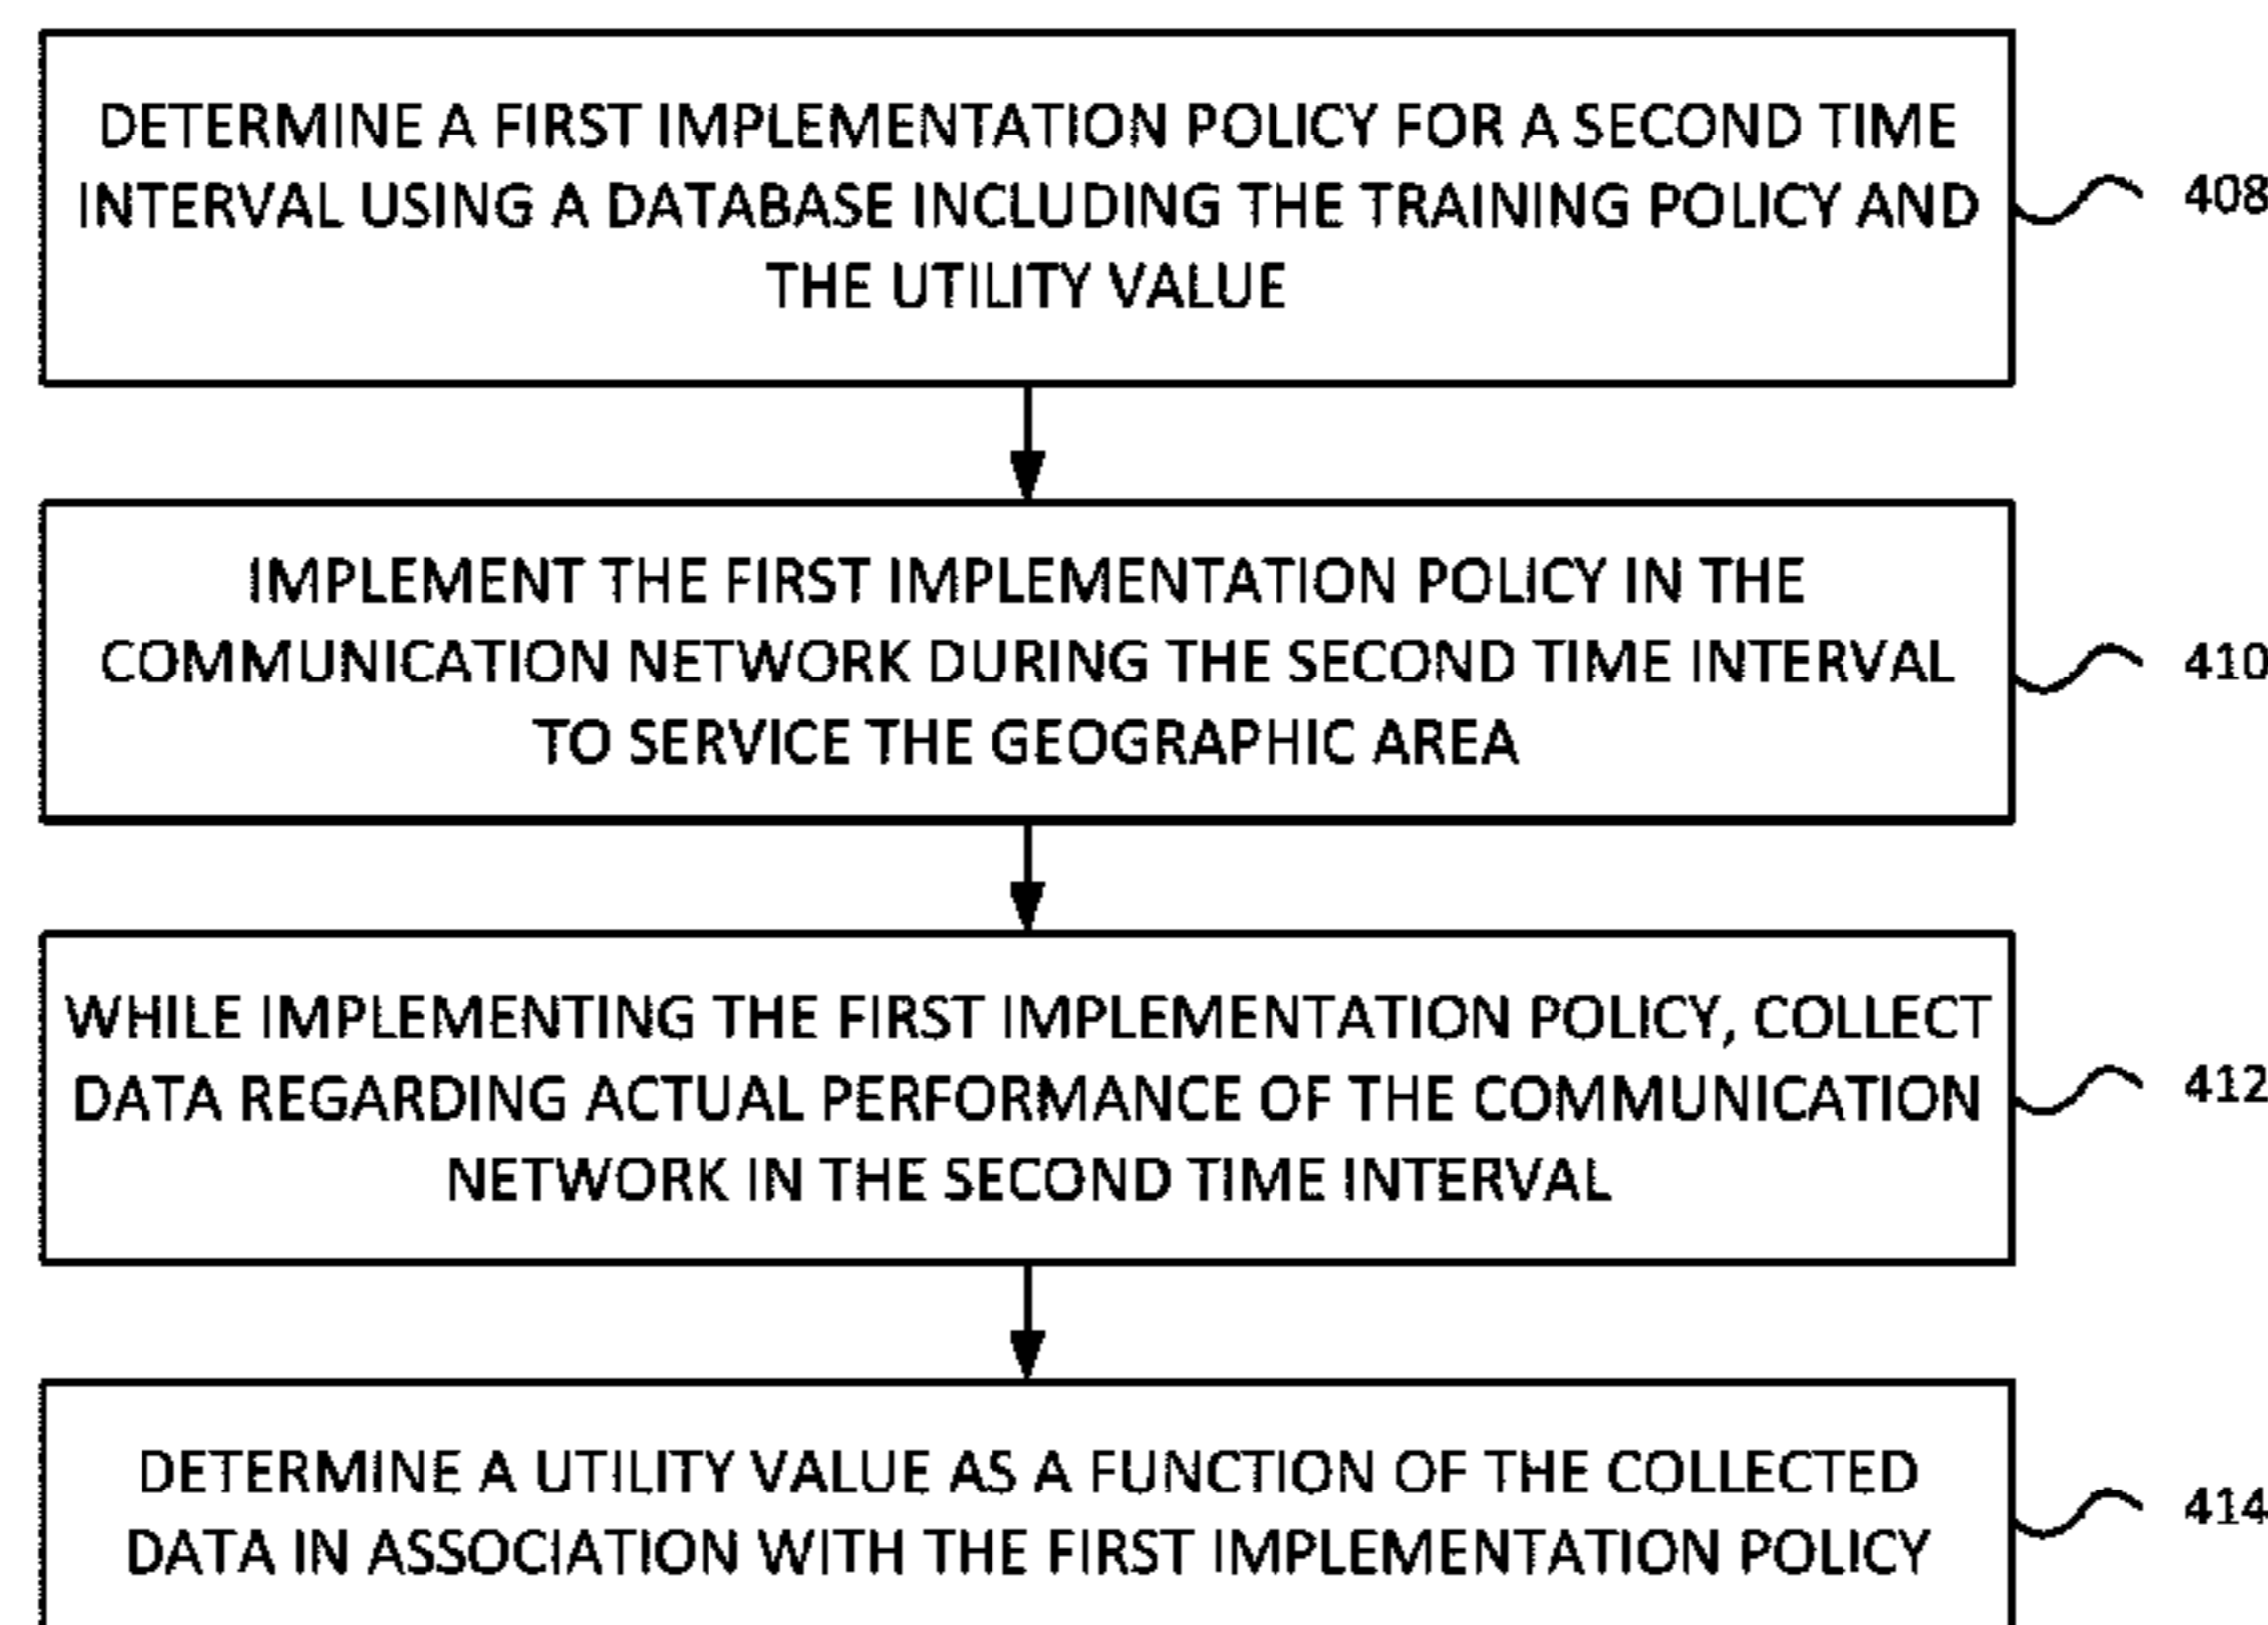 DETERMINE A FIRST IMPLEMENTATION POLICY FOR A SECOND TIME
INTERVAL USING A DATABASE INCLUDING THE TRAINING POLICY AND
THE UTILITY VALUE
408
IMPLEMENT THE FIRST IMPLEMENTATION POLICY IN THE
COMMUNICATION NETWORK DURING THE SECOND TIME INTERVAL
TO SERVICE THE GEOGRAPHIC AREA
410
WHILE IMPLEMENTING THE FIRST IMPLEMENTATION POLICY, COLLECT
DATA REGARDING ACTUAL PERFORMANCE OF THE COMMUNICATION
NETWORK IN THE SECOND TIME INTERVAL
412
DETERMINE A UTILITY VALUE AS A FUNCTION OF THE COLLECTED
DATA IN ASSOCIATION WITH THE FIRST IMPLEMENTATION POLICY
414